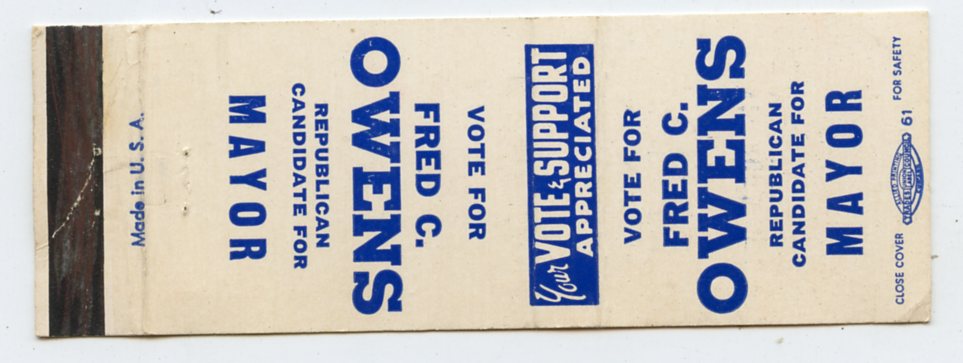 Made in U. S. A.
VOTE FOR
FRED C.
OWENS
REPUBLICAN
CANDIDATE FOR
MAYOR
Your VOTE & SUPPORT
APPRECIATED
VOTE FOR
FRED C.
OWENS
REPUBLICAN
CANDIDATE FOR
MAYOR
CLOSE COVER 61 FOR SAFETY